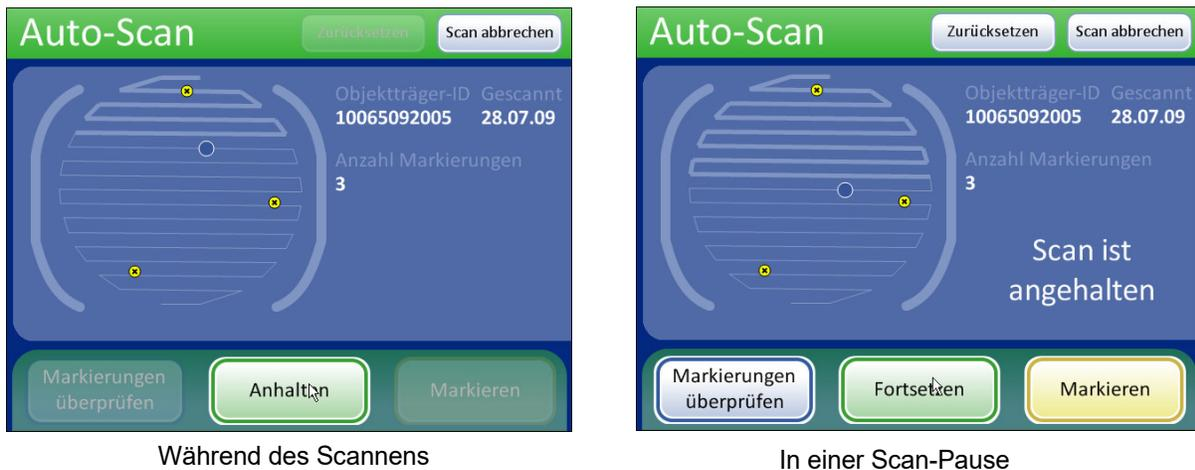 Auto-Scan
Zurücksetzen
Scan abbrechen
Objektträger-ID Gescannt
10065092005 28.07.09
Anzahl Markierungen
3
Markierungen
überprüfen
Anhalten
Markieren
Während des Scannens
Auto-Scan
Zurücksetzen
Scan abbrechen
Objektträger-ID Gescannt
10065092005 28.07.09
Anzahl Markierungen
3
Scan ist
angehalten
Markierungen
überprüfen
Fortsetzen
Markieren
In einer Scan-Pause